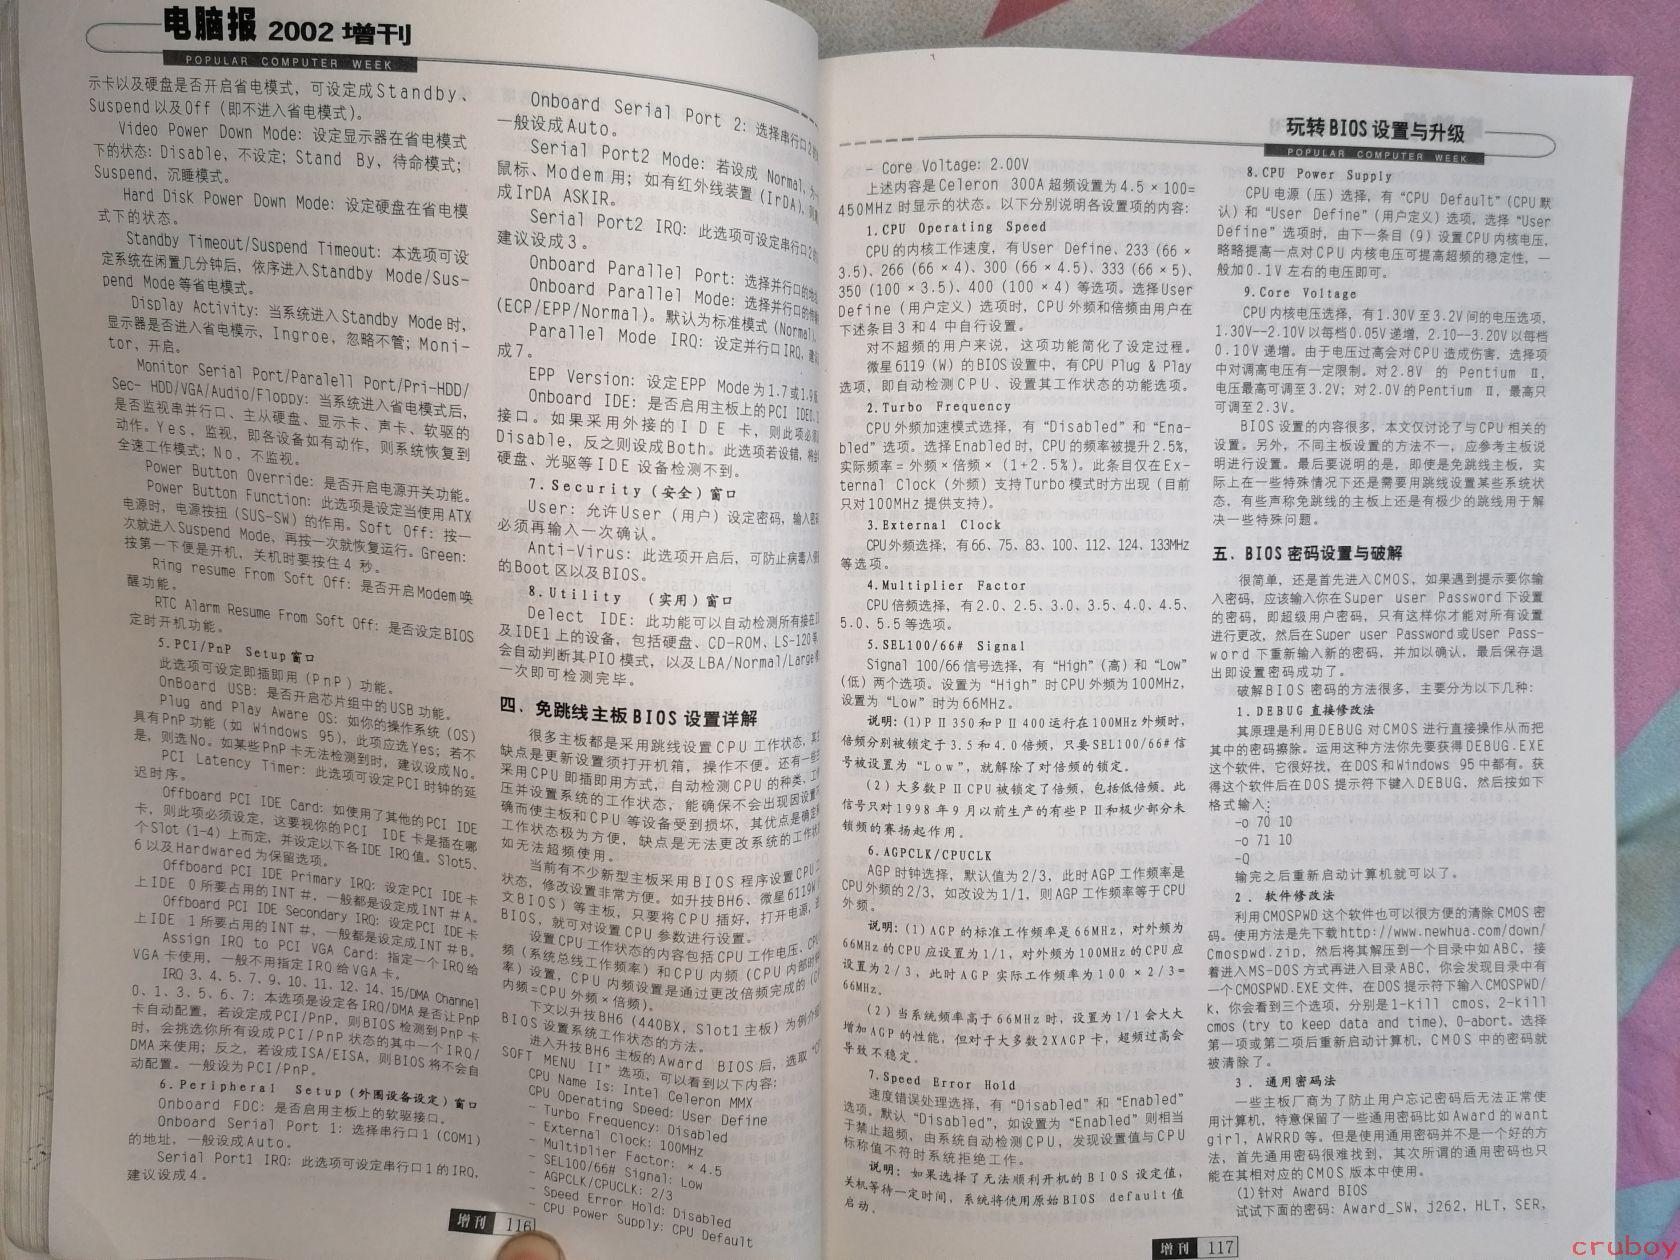 电脑报 2002 增刊
POPULAR COMPUTER WEEK
示卡以及硬盘是否开启省电模式，可设定成Standby、
Suspend以及Off（即不进入省电模式）。
Video Power Down Mode：设定显示器在省电模式
下的状态：Disable，不设定；Stand By，待命模式；
Suspend，沉睡模式。
Hard Disk Power Down Mode：设定硬盘在省电模
式下的状态。
Standby Timeout/Suspend Timeout：本选项可设
定系统在闲置几分钟后，依序进入Standby Mode/Sus-
pend Mode等省电模式。
Display Activity：当系统进入Standby Mode时，
显示器是否进入省电模示，Ingroe，忽略不管；Moni-
tor，开启。
Monitor Serial Port/Paralell Port/Pri-HDD/
Sec- HDD/VGA/Audio/Floppy：当系统进入省电模式后，
是否监视串并行口、主从硬盘、显示卡、声卡、软驱的
动作。Yes，监视，即各设备如有动作，则系统恢复到
全速工作模式；No，不监视。
Power Button Override：是否开启电源开关功能。
Power Button Function：此选项是设定当使用ATX
电源时，电源按扭（SUS-SW）的作用。Soft Off：按一
次就进入Suspend Mode，再按一次就恢复运行。Green：
按第一下便是开机，关机时要按住4 秒。
Ring resume From Soft Off：是否开启Modem唤
醒功能。
RTC Alarm Resume From Soft Off：是否设定BIOS
定时开机功能。
5.PCI/PnP Setup窗口
此选项可设定即插即用（PnP）功能。
OnBoard USB：是否开启芯片组中的USB 功能。
Plug and Play Aware OS：如你的操作系统（OS）
具有PnP功能（如 Windows 95），此项应选Yes；若不
是，则选No。如某些PnP卡无法检测到时，建议设成No。
PCI Latency Timer：此选项可设定PCI时钟的延
迟时序。
Offboard PCI IDE Card：如使用了其他的PCI IDE
卡，则此项必须设定，这要视你的PCI IDE卡是插在哪
个Slot（1-4）上而定，并设定以下各IDE IRQ值。Slot5、
6以及Hardwared为保留选项。
Offboard PCI IDE Primary IRQ：设定PCI IDE卡
上IDE 0所要占用的INT＃，一般都是设定成INT＃A。
Offboard PCI IDE Secondary IRQ：设定PCI IDE卡
上IDE 1所要占用的INT＃，一般都是设定成INT＃B。
Assign IRQ to PCI VGA Card：指定一个IRQ给
VGA卡使用。一般不用指定IRQ给VGA卡。
IRQ 3、4、5、7、9、10、11、12、14、15/DMA Channel
0、1、3、5、6、7：本选项是设定各IRQ/DMA是否让PnP
卡自动配置，若设定成PCI/PnP，则BIOS检测到PnP卡
时，会挑选你所有设成PCI/PnP 状态的其中一个IRQ/
DMA来使用；反之，若设成ISA/EISA，则BIOS将不会自
动配置。一般设为PCI/PnP。
6.Peripheral Setup（外围设备设定）窗口
Onboard FDC：是否启用主板上的软驱接口。
Onboard Serial Port 1：选择串行口1（COM1）
的地址，一般设成Auto。
Serial Port1 IRQ：此选项可设定串行口1的IRQ，
建议设成4。
Onboard Serial Port 2：选择串行口2
一般设成Auto。
Serial Port2 Mode：若设成 Normal，
鼠标、Modem用；如有红外线装置（IrDA），
成IrDA ASKIR。
Serial Port2 IRQ：此选项可设定串行口2
建议设成3。
Onboard Parallel Port：选择并行口的地
Onboard Parallel Mode：选择并行口的
（ECP/EPP/Normal）。默认为标准模式（Normal）。
Parallel Mode IRQ：设定并行口IRQ，
成7。
EPP Version：设定EPP Mode为1.7或1.9
Onboard IDE：是否启用主板上的PCI IDE
接口。如果采用外接的IDE 卡，则此项必
Disable，反之则设成Both。此选项若设错，
硬盘、光驱等IDE 设备检测不到。
7.Security（安全）窗口
User：允许User（用户）设定密码，输入
必须再输入一次确认。
Anti-Virus：此选项开启后，可防止病毒入
的Boot区以及BIOS。
8.Utility （实用）窗口
Delect IDE：此功能可以自动检测所有接在
及IDE1上的设备，包括硬盘、CD-ROM、LS-120
会自动判断其PIO模式，以及LBA/Normal/Large
一次即可检测完毕。
四．免跳线主板BIOS 设置详解
很多主板都是采用跳线设置CPU 工作状态，
缺点是更新设置须打开机箱，操作不便。还有一些
采用CPU即插即用方式，自动检测CPU的种类、
压并设置系统的工作状态，能确保不会出现因设置
确而使主板和CPU等设备受到损坏，其优点是确定
工作状态极为方便，缺点是无法更改系统的工作状
如无法超频使用。
当前有不少新型主板采用BIOS 程序设置CPU
状态，修改设置非常方便。如升技BH6、微星6119W
文BIOS）等主板，只要将CPU插好，打开电源，
BIOS，就可对设置CPU参数进行设置。
设置CPU工作状态的内容包括CPU工作电压、CPU
频（系统总线工作频率）和CPU内频（CPU内部
率）设置，CPU内频设置是通过更改倍频完成的（
内频=CPU外频×倍频）。
下文以升技BH6（440BX，Slot1主板）为例介
BIOS设置系统工作状态的方法。
进入升技BH6主板的Award BIOS后，选取
SOFT MENU II”选项，可以看到以下内容：
CPU Name Is: Intel Celeron MMX
CPU Operating Speed: User Define
- Turbo Frequency: Disabled
- External Clock: 100MHz
- Multiplier Factor: ×4.5
- SEL100/66# Signal: Low
- AGPCLK/CPUCLK: 2/3
- Speed Error Hold: Disabled
- CPU Power Supply: CPU Default
增刊 116
玩转BIOS设置与升级
POPULAR COMPUTER WEEK
- Core Voltage: 2.00V
上述内容是Celeron 300A超频设置为4.5×100=
450MHz时显示的状态。以下分别说明各设置项的内容：
1.CPU Operating Speed
CPU的内核工作速度，有User Define、233（66×
3.5）、266（66×4）、300（66×4.5）、333（66×5）、
350（100×3.5）、400（100×4）等选项。选择User
Define（用户定义）选项时，CPU外频和倍频由用户在
下述条目3和4中自行设置。
对不超频的用户来说，这项功能简化了设定过程。
微星6119（W）的BIOS设置中，有CPU Plug & Play
选项，即自动检测CPU、设置其工作状态的功能选项。
2.Turbo Frequency
CPU外频加速模式选择，有“Disabled”和“Ena-
bled”选项。选择Enabled时，CPU的频率被提升2.5%，
实际频率=外频×倍频×（1+2.5%）。此条目仅在Ex-
ternal Clock（外频）支持Turbo模式时方出现（目前
只对100MHz 提供支持）。
3.External Clock
CPU外频选择，有66、75、83、100、112、124、133MHz
等选项。
4.Multiplier Factor
CPU倍频选择，有2.0、2.5、3.0、3.5、4.0、4.5、
5.0、5.5等选项。
5.SEL100/66# Signal
Signal 100/66信号选择，有“High”（高）和“Low”
（低）两个选项。设置为“High”时CPU外频为100MHz，
设置为“Low”时为66MHz。
说明：(1)PⅡ350和PⅡ400运行在100MHz外频时，
倍频分别被锁定于3.5和4.0倍频，只要SEL100/66#信
号被设置为“Low”，就解除了对倍频的锁定。
（2）大多数PⅡCPU被锁定了倍频，包括低倍频。此
信号只对1998年9月以前生产的有些PⅡ和极少部分未
锁频的赛扬起作用。
6.AGPCLK/CPUCLK
AGP时钟选择，默认值为2/3，此时AGP工作频率是
CPU外频的2/3，如改设为1/1，则AGP工作频率等于CPU
外频。
说明：(1)AGP的标准工作频率是66MHz，对外频为
66MHz的CPU应设置为1/1，对外频为100MHz的CPU应
设置为2/3，此时AGP实际工作频率为100×2/3=
66MHz。
（2）当系统频率高于66MHz时，设置为1/1会大大
增加AGP的性能，但对于大多数2XAGP卡，超频过高会
导致不稳定。
7.Speed Error Hold
速度错误处理选择，有“Disabled”和“Enabled”
选项。默认“Disabled”，如设置为“Enabled”则相当
于禁止超频，由系统自动检测CPU，发现设置值与CPU
标称值不符时系统拒绝工作。
说明：如果选择了无法顺利开机的BIOS设定值，
关机等待一定时间，系统将使用原始BIOS default值
启动。
8.CPU Power Supply
CPU电源（压）选择，有“CPU Default”（CPU默
认）和“User Define”（用户定义）选项，选择“User
Define”选项时，由下一条目（9）设置CPU内核电压，
略略提高一点对CPU内核电压可提高超频的稳定性，一
般加0.1V左右的电压即可。
9.Core Voltage
CPU内核电压选择，有1.30V至3.2V间的电压选项，
1.30V--2.10V以每档0.05V递增，2.10--3.20V以每档
0.10V递增。由于电压过高会对CPU造成伤害，选择项
中对调高电压有一定限制。对2.8V 的 Pentium Ⅱ，
电压最高可调至3.2V；对2.0V的Pentium Ⅱ，最高只
可调至2.3V。
BIOS设置的内容很多，本文仅讨论了与CPU相关的
设置。另外，不同主板设置的方法不一，应参考主板说
明进行设置。最后要说明的是，即使是免跳线主板，实
际上在一些特殊情况下还是需要用跳线设置某些系统状
态，有些声称免跳线的主板上还是有极少的跳线用于解
决一些特殊问题。
五．BIOS密码设置与破解
很简单，还是首先进入CMOS，如果遇到提示要你输
入密码，应该输入你在Super user Password下设置
的密码，即超级用户密码，只有这样你才能对所有设置
进行更改，然后在Super user Password或User Pass-
word下重新输入新的密码，并加以确认，最后保存退
出即设置密码成功了。
破解BIOS 密码的方法很多，主要分为以下几种：
1.DEBUG直接修改法
其原理是利用DEBUG对CMOS进行直接操作从而把
其中的密码擦除。运用这种方法你先要获得DEBUG.EXE
这个软件，它很好找，在DOS和Windows 95中都有。获
得这个软件后在DOS提示符下键入DEBUG，然后按如下
格式输入：
-o 70 10
-o 71 10
-Q
输完之后重新启动计算机就可以了。
2．软件修改法
利用CMOSPWD这个软件也可以很方便的清除CMOS密
码。使用方法是先下载http://www.newhua.com/down/
Cmospwd.zip，然后将其解压到一个目录中如ABC，接
着进入MS-DOS方式再进入目录ABC，你会发现目录中有
一个CMOSPWD.EXE文件，在DOS提示符下输入CMOSPWD/
k，你会看到三个选项，分别是1-kill cmos，2-kill
cmos（try to keep data and time），0-abort。选择
第一项或第二项后重新启动计算机，CMOS 中的密码就
被清除了。
3．通用密码法
一些主板厂商为了防止用户忘记密码后无法正常使
用计算机，特意保留了一些通用密码比如Award的want
girl，AWRRD等。但是使用通用密码并不是一个好的方
法，首先通用密码很难找到，其次所谓的通用密码也只
能在其相对应的CMOS版本中使用。
(1)针对 Award BIOS
试试下面的密码：Award_SW，j262，HLT，SER，
增刊 117
cruboy